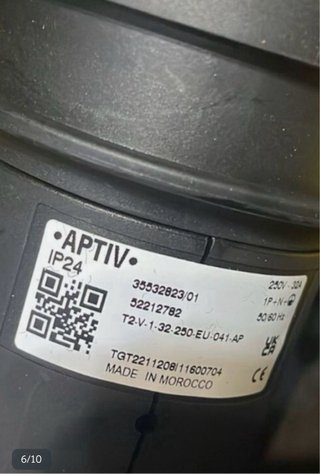 •APTIV•
IP24
35532823/01
250V~32A
52212782
1P+N+⏚
T2-V-1-32-250-EU-041-AP
50/60 Hz
UK CA
TGT2211208I11600704
CE
MADE IN MOROCCO
6/10